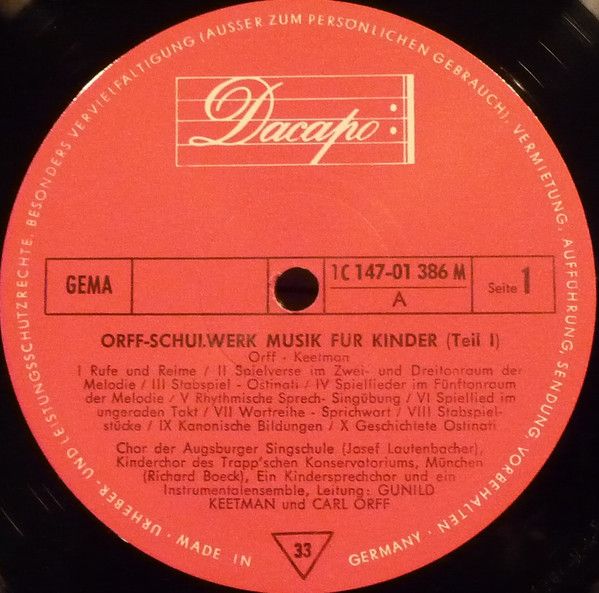 URHEBER- UND LEISTUNGSSCHUTZRECHTE, BESONDERS VERVIELFÄLTIGUNG (AUSSER ZUM PERSÖNLICHEN GEBRAUCH), VERMIETUNG, AUFFÜHRUNG, SENDUNG, VORBEHALTEN · MADE IN GERMANY ·
Dacapo
GEMA
1 C 147-01 386 M
A
Seite 1
ORFF-SCHULWERK MUSIK FÜR KINDER (Teil I)
Orff - Keetman
I Rufe und Reime / II Spielverse im Zwei- und Dreitonraum der
Melodie / III Stabspiel - Ostinati / IV Spiellieder im Fünftonraum
der Melodie / V Rhythmische Sprech- Singübung / VI Spiellied im
ungeraden Takt / VII Wortreihe - Sprichwort / VIII Stabspiel-
stücke / IX Kanonische Bildungen / X Geschichtete Ostinati
Chor der Augsburger Singschule (Josef Lautenbacher),
Kinderchor des Trapp'schen Konservatoriums, München
(Richard Boeck), Ein Kindersprechchor und ein
Instrumentalensemble, Leitung: GUNILD
KEETMAN und CARL ORFF
33